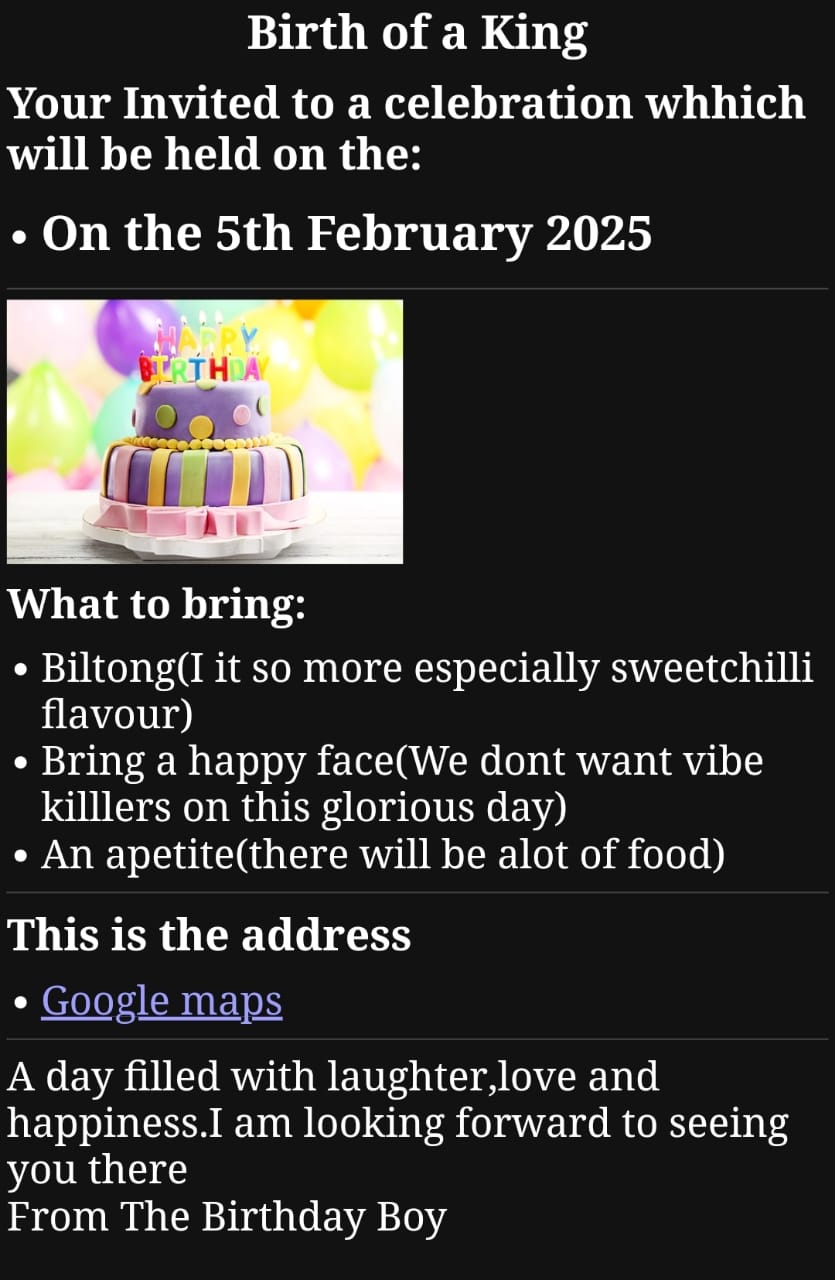 Birth of a King
Your Invited to a celebration whhich
will be held on the:
• On the 5th February 2025
HAPPY
BIRTHDAY
What to bring:
• Biltong(I it so more especially sweetchilli
flavour)
• Bring a happy face(We dont want vibe
killlers on this glorious day)
• An apetite(there will be alot of food)
This is the address
• Google maps
A day filled with laughter,love and
happiness.I am looking forward to seeing
you there
From The Birthday Boy